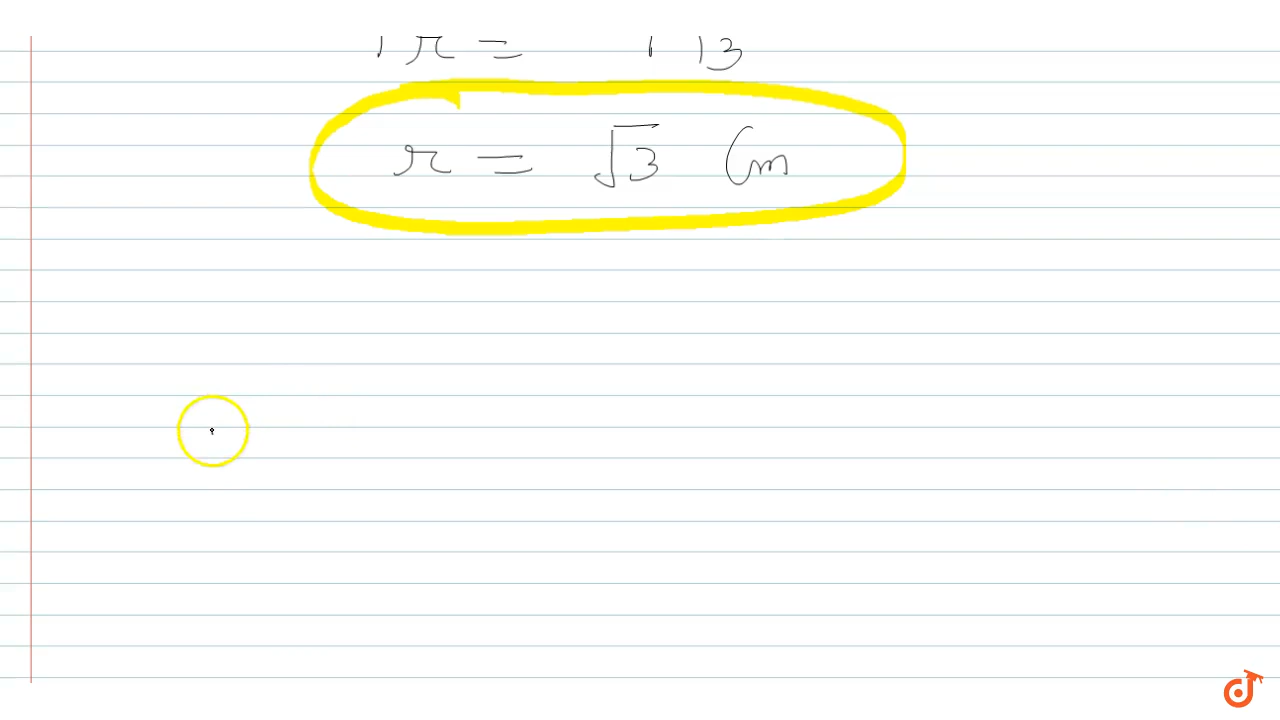 r =
r = √3 Cm